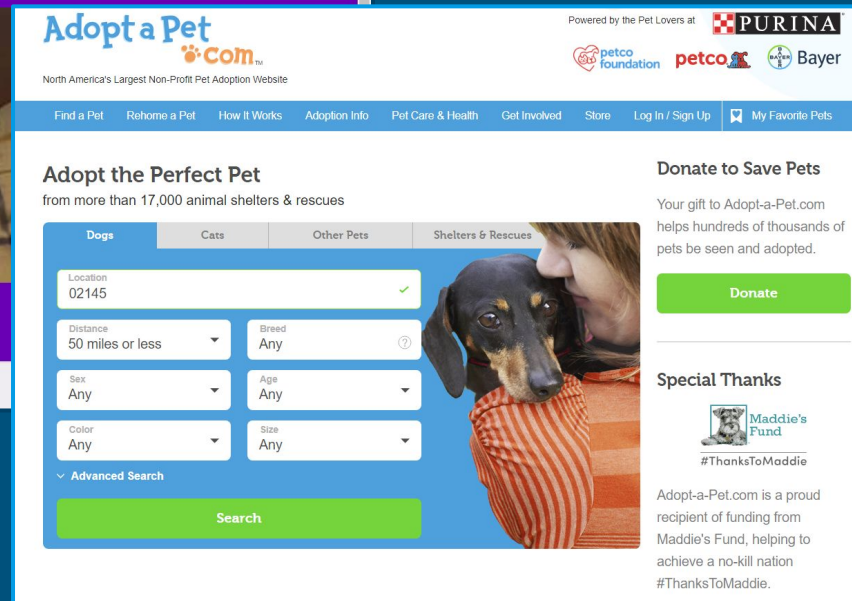 Adopt a Pet
.com™
North America's Largest Non-Profit Pet Adoption Website
Powered by the Pet Lovers at
PURINA
petco
foundation
petco
BAYER
Bayer
Find a Pet Rehome a Pet How It Works Adoption Info Pet Care & Health Get Involved Store Log In / Sign Up My Favorite Pets
Adopt the Perfect Pet
from more than 17,000 animal shelters & rescues
Dogs Cats Other Pets Shelters & Rescues
Location
02145
Distance
50 miles or less
Breed
Any
?
Sex
Any
Age
Any
Color
Any
Size
Any
Advanced Search
Search
Donate to Save Pets
Your gift to Adopt-a-Pet.com
helps hundreds of thousands of
pets be seen and adopted.
Donate
Special Thanks
Maddie's
Fund
#ThanksToMaddie
Adopt-a-Pet.com is a proud
recipient of funding from
Maddie's Fund, helping to
achieve a no-kill nation
#ThanksToMaddie.